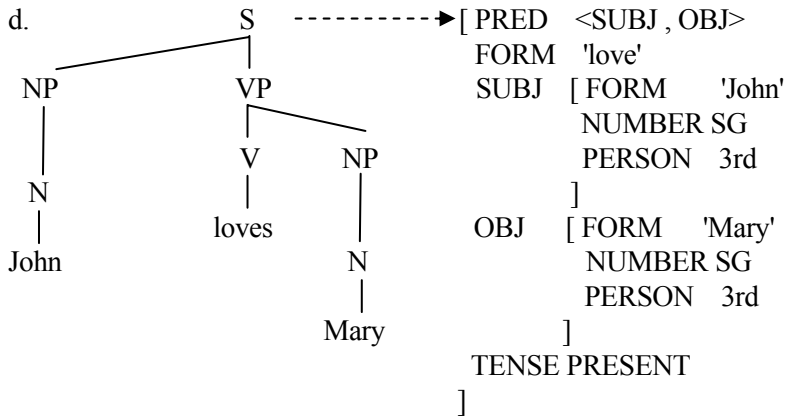 d. S [ PRED <SUBJ , OBJ>
FORM 'love'
NP VP SUBJ [ FORM 'John'
NUMBER SG
V NP PERSON 3rd
N ]
loves OBJ [ FORM 'Mary'
John N NUMBER SG
PERSON 3rd
Mary ]
TENSE PRESENT
]